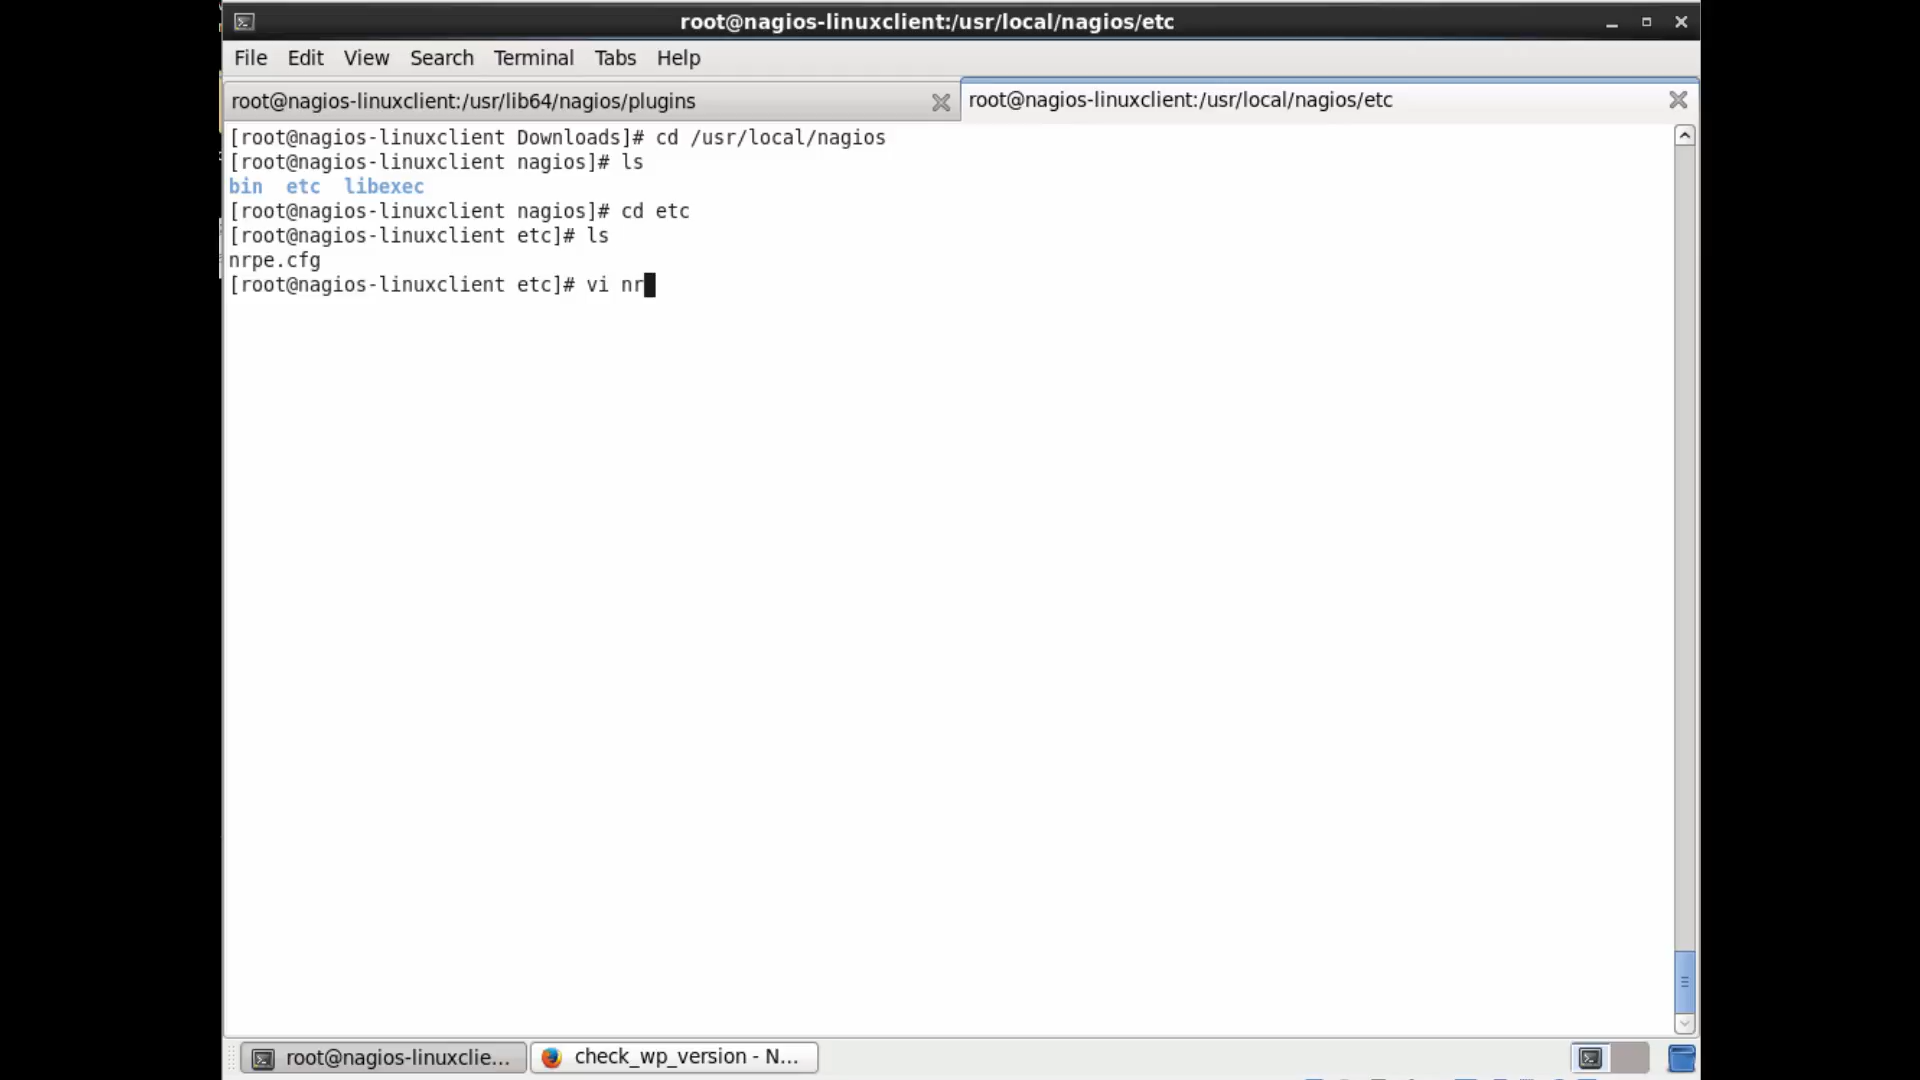 root@nagios-linuxclient:/usr/local/nagios/etc
File Edit View Search Terminal Tabs Help
root@nagios-linuxclient:/usr/lib64/nagios/plugins
root@nagios-linuxclient:/usr/local/nagios/etc
[root@nagios-linuxclient Downloads]# cd /usr/local/nagios
[root@nagios-linuxclient nagios]# ls
bin etc libexec
[root@nagios-linuxclient nagios]# cd etc
[root@nagios-linuxclient etc]# ls
nrpe.cfg
[root@nagios-linuxclient etc]# vi nr
root@nagios-linuxclie...
check_wp_version - N...